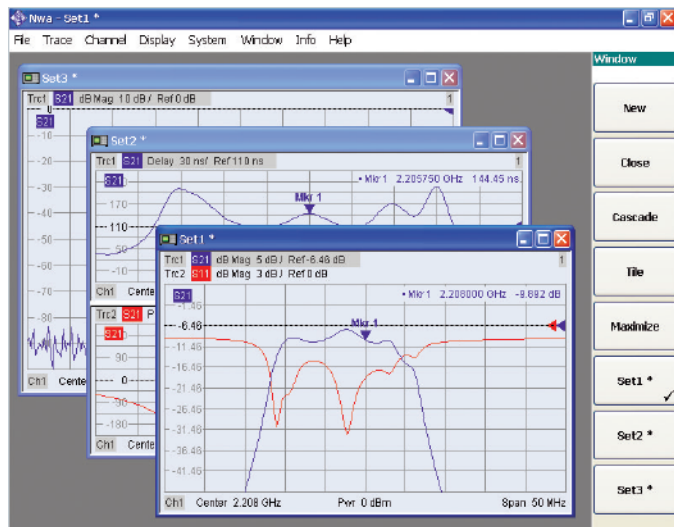 Nwa - Set1 *
File Trace Channel Display System Window Info Help
Window
New
Close
Cascade
Tile
Maximize
Set1 *
Set2 *
Set3 *
Set3 *
Trc1 S21 dB Mag 10 dB / Ref 0 dB 1
S21
0
-10
-20
-30
-40
-50
-60
-70
-80
Ch1 Cente
Set2 *
Trc1 S21 Delay 30 ns/ Ref 110 ns 1
S21
• Mkr 1 2.205750 GHz 144.45 ns
170
Mkr 1
110
50
-10
Ch1 Center
Trc2 S21 P
S21
90
0
-90
-180
Ch1 Cente
Set1 *
Trc1 S21 dB Mag 5 dB / Ref -6.46 dB 1
Trc2 S11 dB Mag 3 dB / Ref 0 dB
S21
• Mkr 1 2.208000 GHz -9.692 dB
-1.46
-6.46
Mkr 1
-11.46
-16.46
-21.46
-26.46
-31.46
-36.46
-41.46
Ch1 Center 2.208 GHz Pwr 0 dBm Span 50 MHz